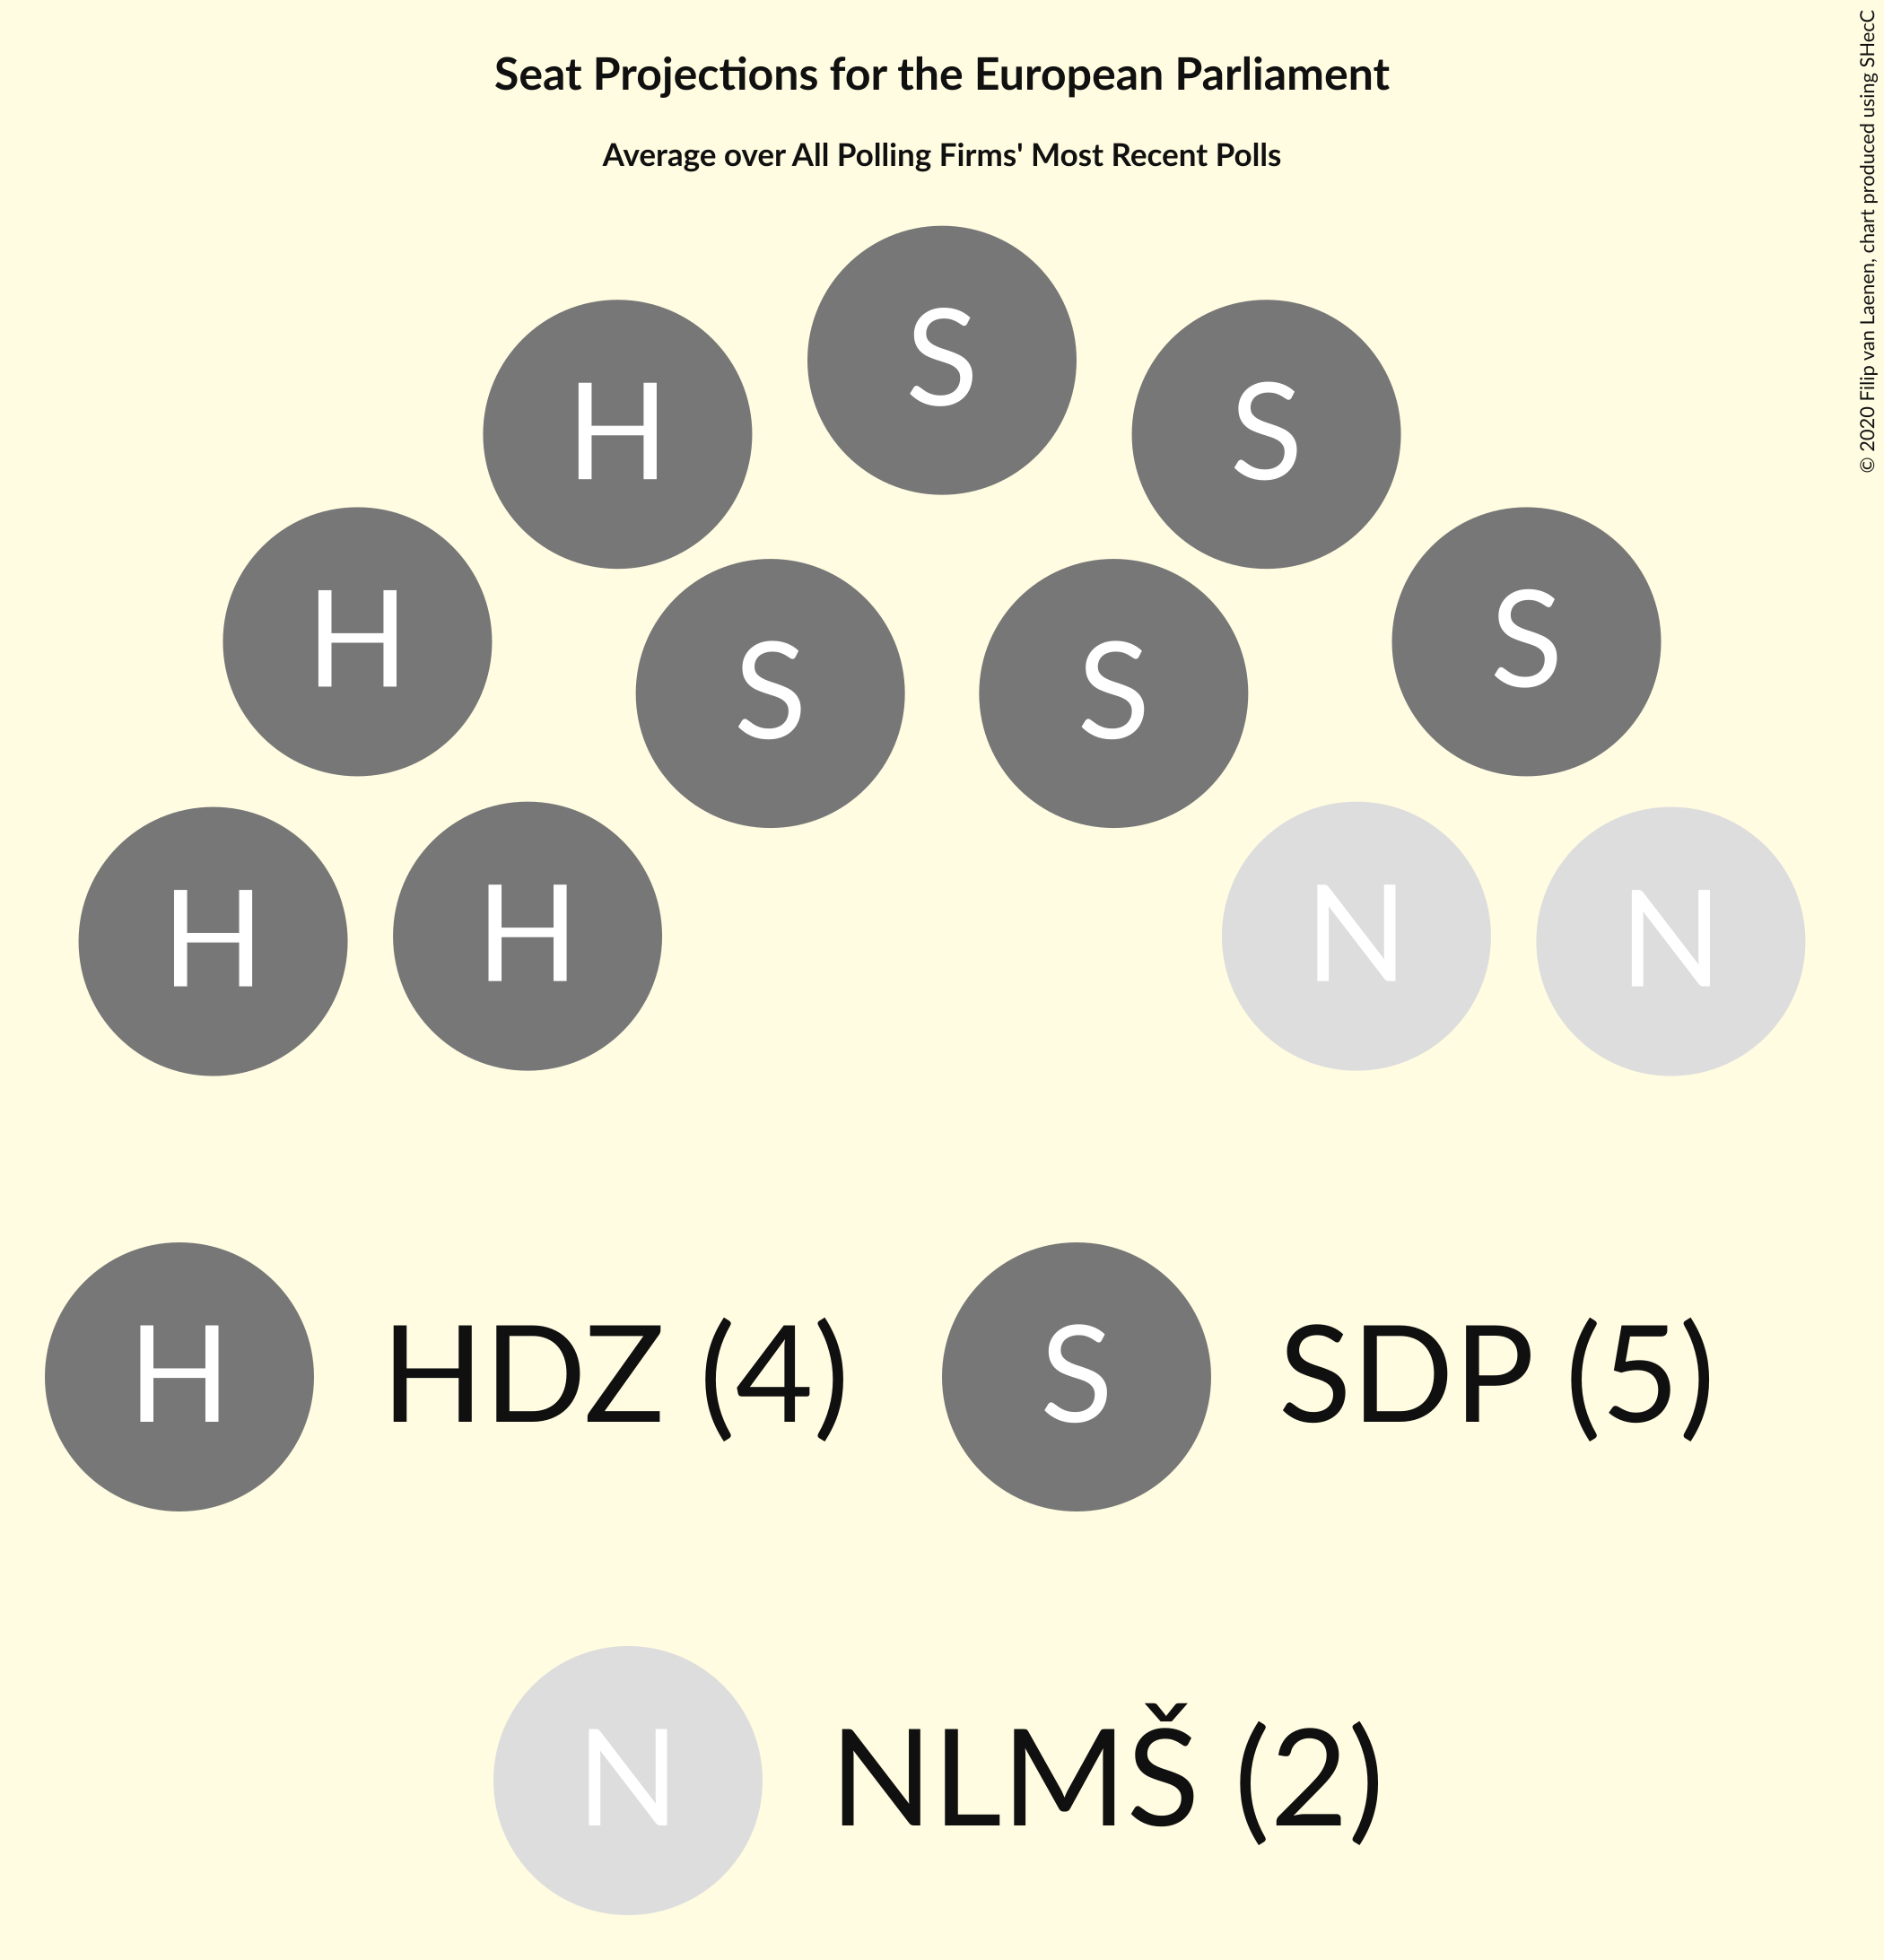 Seat Projections for the European Parliament
Average over All Polling Firms' Most Recent Polls
© 2020 Filip van Laenen, chart produced using SHecC
S
H
S
H
S
S
S
H
H
N
N
H HDZ (4)
S SDP (5)
N NLMŠ (2)